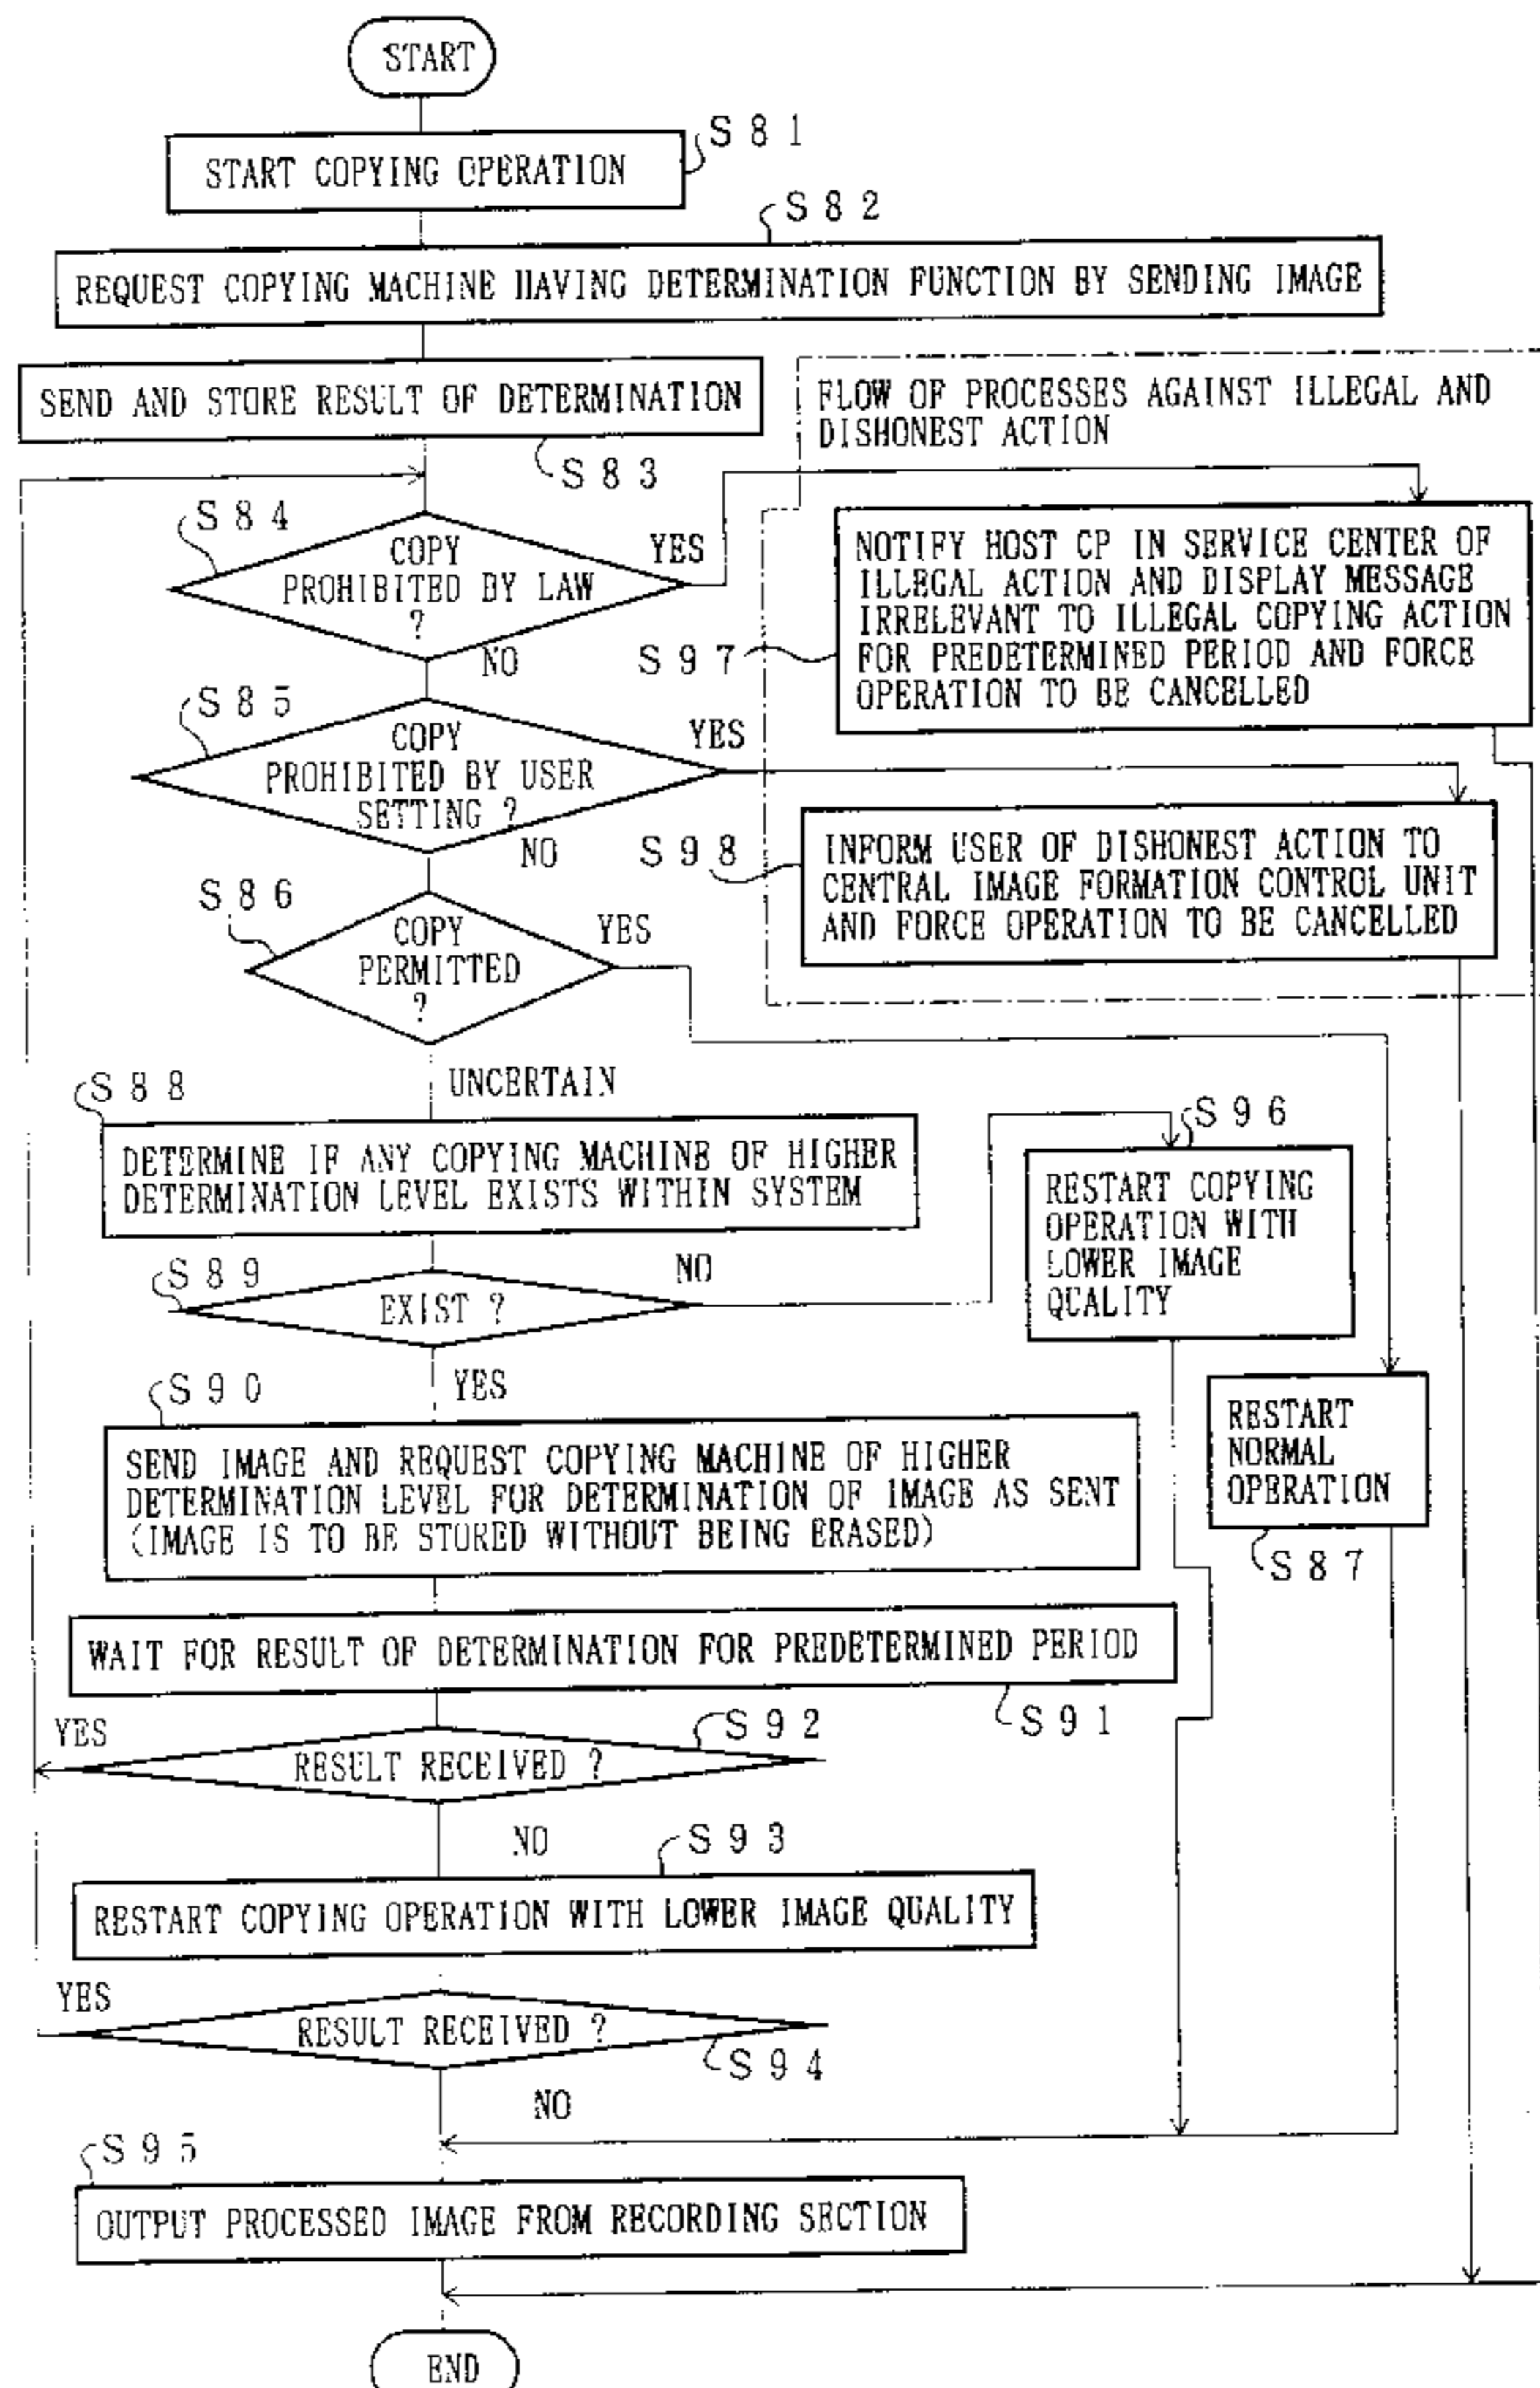 START
START COPYING OPERATION
S81
S82
REQUEST COPYING MACHINE HAVING DETERMINATION FUNCTION BY SENDING IMAGE
SEND AND STORE RESULT OF DETERMINATION
S83
FLOW OF PROCESSES AGAINST ILLEGAL AND
DISHONEST ACTION
S84
COPY
PROHIBITED BY LAW
?
YES
NO
S97
NOTIFY HOST CP IN SERVICE CENTER OF
ILLEGAL ACTION AND DISPLAY MESSAGE
IRRELEVANT TO ILLEGAL COPYING ACTION
FOR PREDETERMINED PERIOD AND FORCE
OPERATION TO BE CANCELLED
S85
COPY
PROHIBITED BY USER
SETTING ?
YES
NO
S98
INFORM USER OF DISHONEST ACTION TO
CENTRAL IMAGE FORMATION CONTROL UNIT
AND FORCE OPERATION TO BE CANCELLED
S86
COPY
PERMITTED
?
YES
UNCERTAIN
S88
DETERMINE IF ANY COPYING MACHINE OF HIGHER
DETERMINATION LEVEL EXISTS WITHIN SYSTEM
S96
RESTART COPYING
OPERATION WITH
LOWER IMAGE
QUALITY
S89
EXIST ?
NO
YES
S90
SEND IMAGE AND REQUEST COPYING MACHINE OF HIGHER
DETERMINATION LEVEL FOR DETERMINATION OF IMAGE AS SENT
(IMAGE IS TO BE STORED WITHOUT BEING ERASED)
RESTART
NORMAL
OPERATION
S87
WAIT FOR RESULT OF DETERMINATION FOR PREDETERMINED PERIOD
S91
YES
S92
RESULT RECEIVED ?
NO
S93
RESTART COPYING OPERATION WITH LOWER IMAGE QUALITY
YES
RESULT RECEIVED ?
S94
NO
S95
OUTPUT PROCESSED IMAGE FROM RECORDING SECTION
END